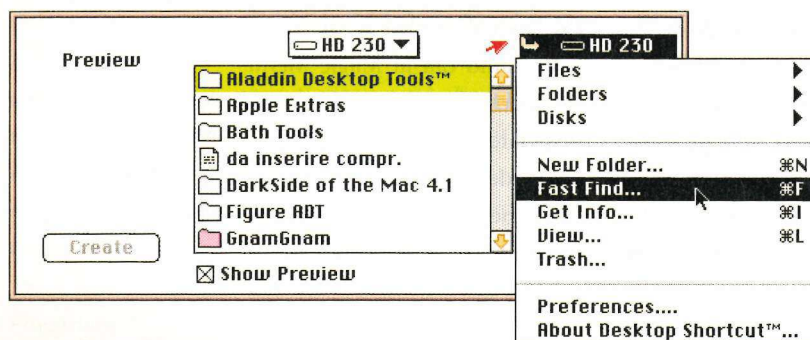 Preview
HD 230
Aladdin Desktop Tools™
Apple Extras
Bath Tools
da inserire compr.
DarkSide of the Mac 4.1
Figure ADT
GnamGnam
Create
Show Preview
HD 230
Files
Folders
Disks
New Folder... ⌘N
Fast Find... ⌘F
Get Info... ⌘I
View... ⌘L
Trash...
Preferences....
About Desktop Shortcut™...